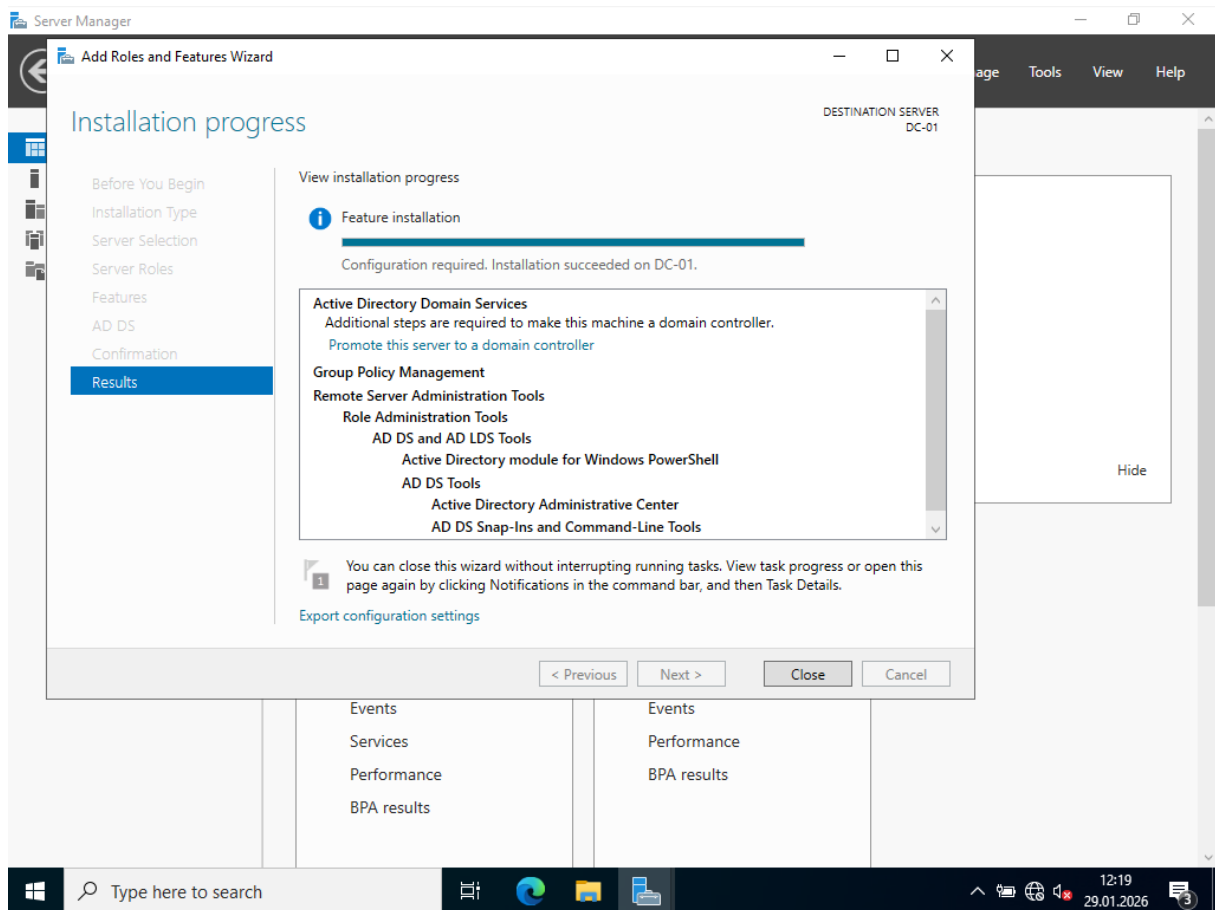 Server Manager
Add Roles and Features Wizard
Tools View Help
Installation progress
DESTINATION SERVER
DC-01
Before You Begin
Installation Type
Server Selection
Server Roles
Features
AD DS
Confirmation
Results
View installation progress
Feature installation
Configuration required. Installation succeeded on DC-01.
Active Directory Domain Services
Additional steps are required to make this machine a domain controller.
Promote this server to a domain controller
Group Policy Management
Remote Server Administration Tools
Role Administration Tools
AD DS and AD LDS Tools
Active Directory module for Windows PowerShell
AD DS Tools
Active Directory Administrative Center
AD DS Snap-Ins and Command-Line Tools
Hide
1
You can close this wizard without interrupting running tasks. View task progress or open this
page again by clicking Notifications in the command bar, and then Task Details.
Export configuration settings
< Previous
Next >
Close
Cancel
Events
Services
Performance
BPA results
Events
Performance
BPA results
Type here to search
12:19
29.01.2026
3